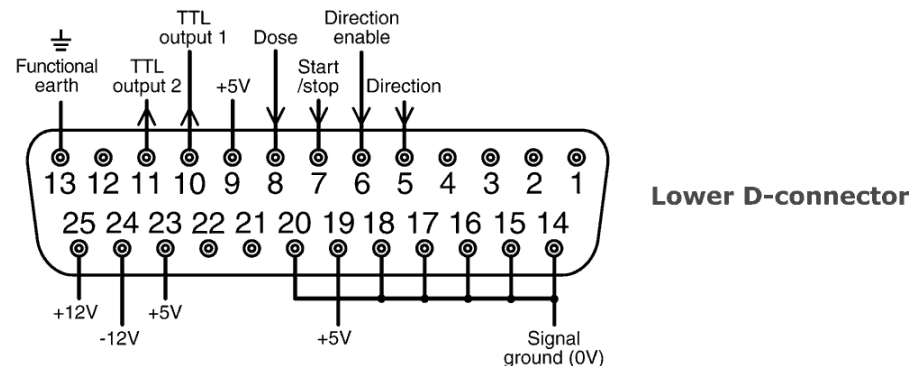 TTL
output 1
Dose
Direction
enable
Functional
earth
TTL
output 2
+5V
Start
/stop
Direction
13 12 11 10 9 8 7 6 5 4 3 2 1
Lower D-connector
25 24 23 22 21 20 19 18 17 16 15 14
+12V
-12V
+5V
+5V
Signal
ground (0V)